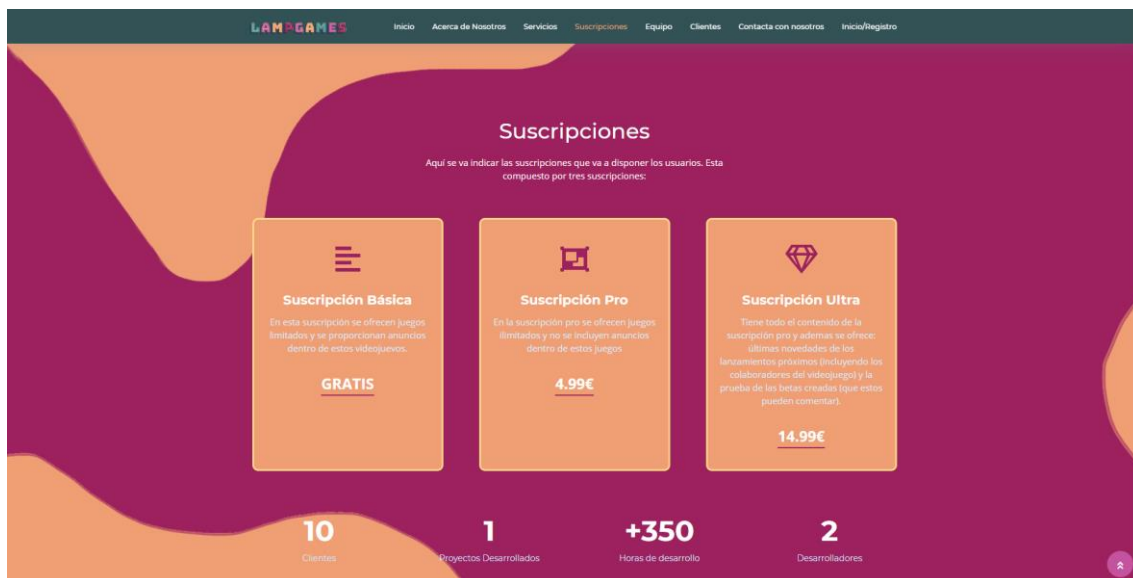 LAMPGAMES
Inicio Acerca de Nosotros Servicios Suscripciones Equipo Clientes Contacta con nosotros Inicio/Registro
Suscripciones
Aquí se va indicar las suscripciones que va a disponer los usuarios. Esta
compuesto por tres suscripciones:
Suscripción Básica
En esta suscripción se ofrecen juegos
limitados y se proporcionan anuncios
dentro de estos videojuevos.
GRATIS
Suscripción Pro
En la suscripción pro se ofrecen juegos
ilimitados y no se incluyen anuncios
dentro de estos juegos
4.99€
Suscripción Ultra
Tiene todo el contenido de la
suscripción pro y ademas se ofrece:
últimas novedades de los
lanzamientos próximos (incluyendo los
colaboradores del videojuego) y la
prueba de las betas creadas (que estos
pueden comentar).
14.99€
10
Clientes
1
Proyectos Desarrollados
+350
Horas de desarrollo
2
Desarrolladores